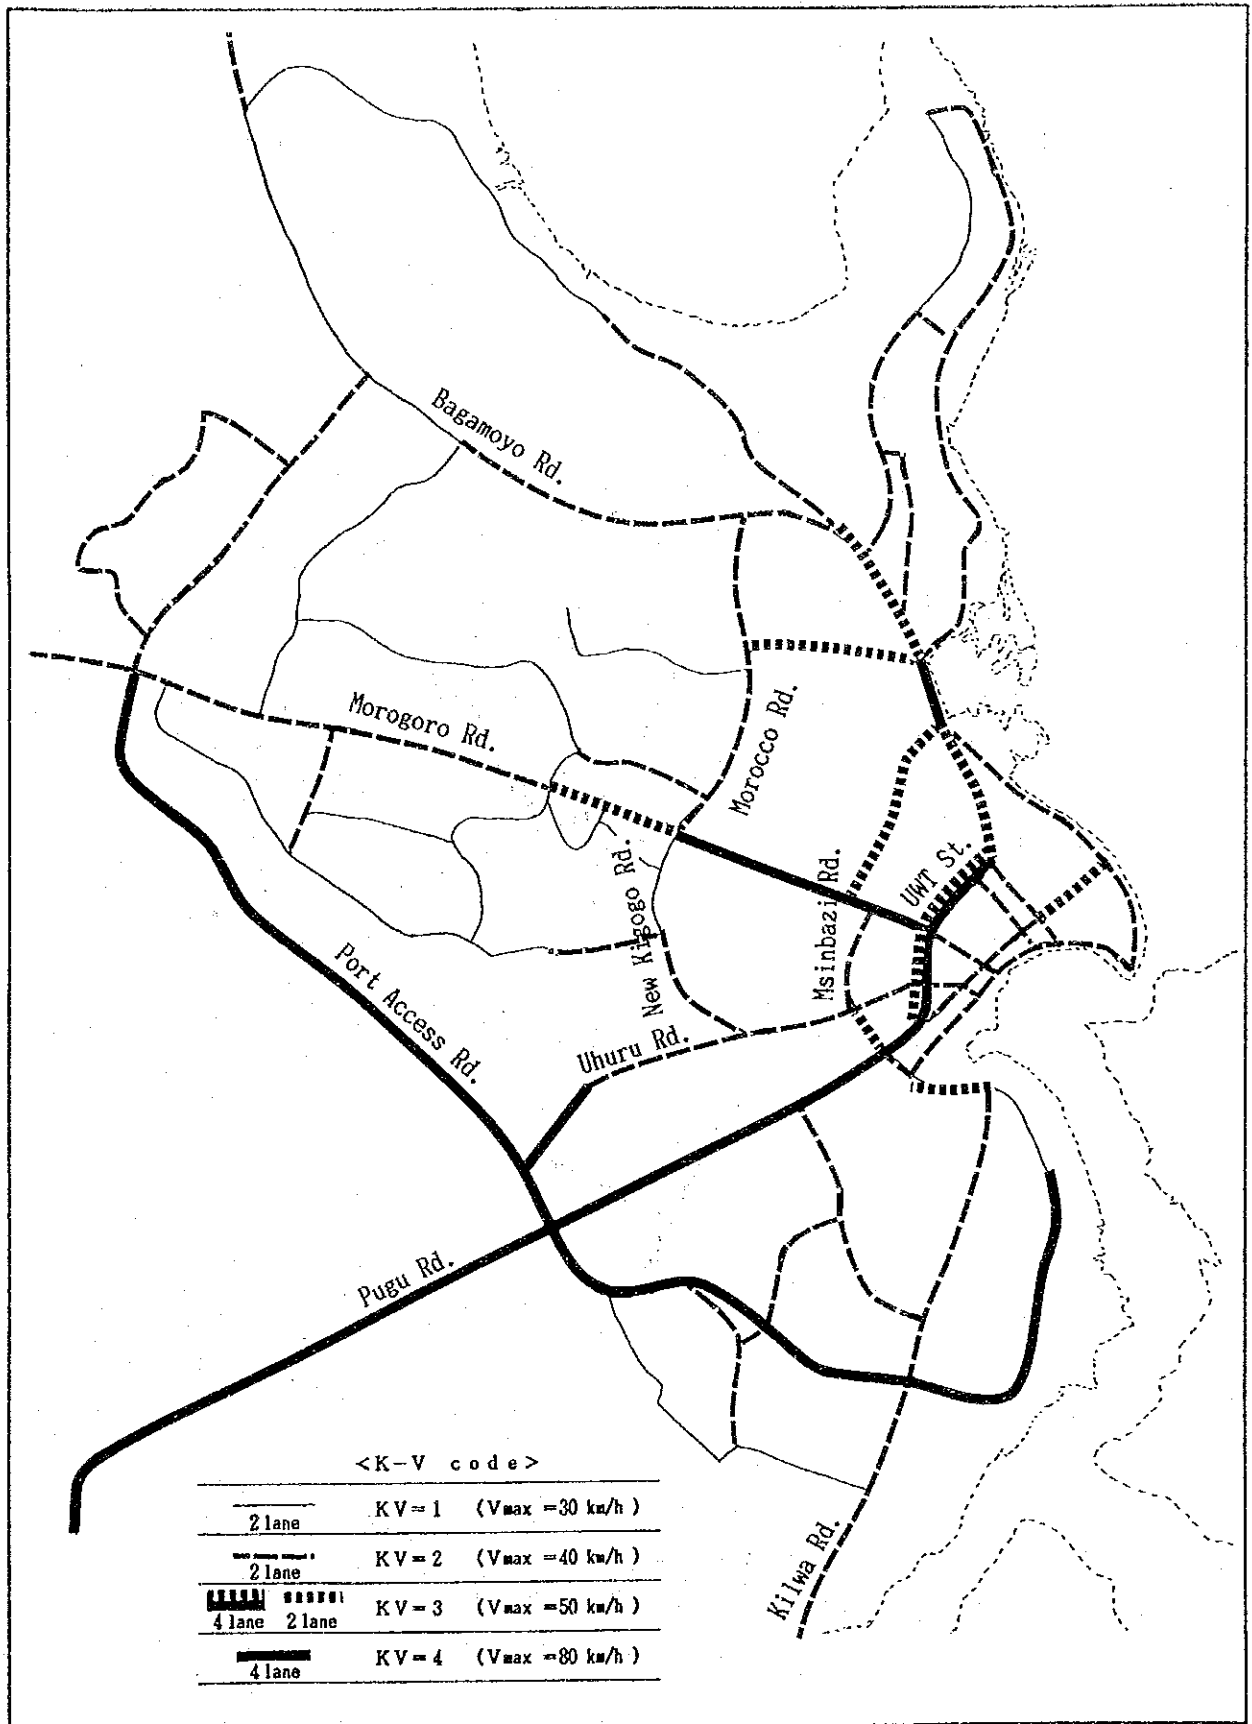 Bagamoyo Rd.
Morogoro Rd.
Morocco Rd.
UWT St.
Msinbazi Rd.
New Kigogo Rd.
Port Access Rd.
Uhuru Rd.
Pugu Rd.
Kilwa Rd.
<K-V code>
2 lane KV=1 (Vmax =30 km/h)
2 lane KV=2 (Vmax =40 km/h)
4 lane 2 lane KV=3 (Vmax =50 km/h)
4 lane KV=4 (Vmax =80 km/h)